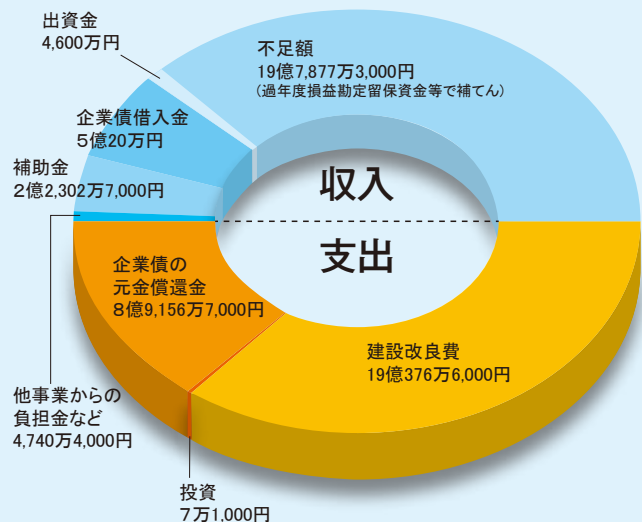 出資金
4,600万円
不足額
19億7,877万3,000円
(過年度損益勘定留保資金等で補てん)
企業債借入金
5億20万円
補助金
2億2,302万7,000円
収入
支出
企業債の
元金償還金
8億9,156万7,000円
建設改良費
19億376万6,000円
他事業からの
負担金など
4,740万4,000円
投資
7万1,000円